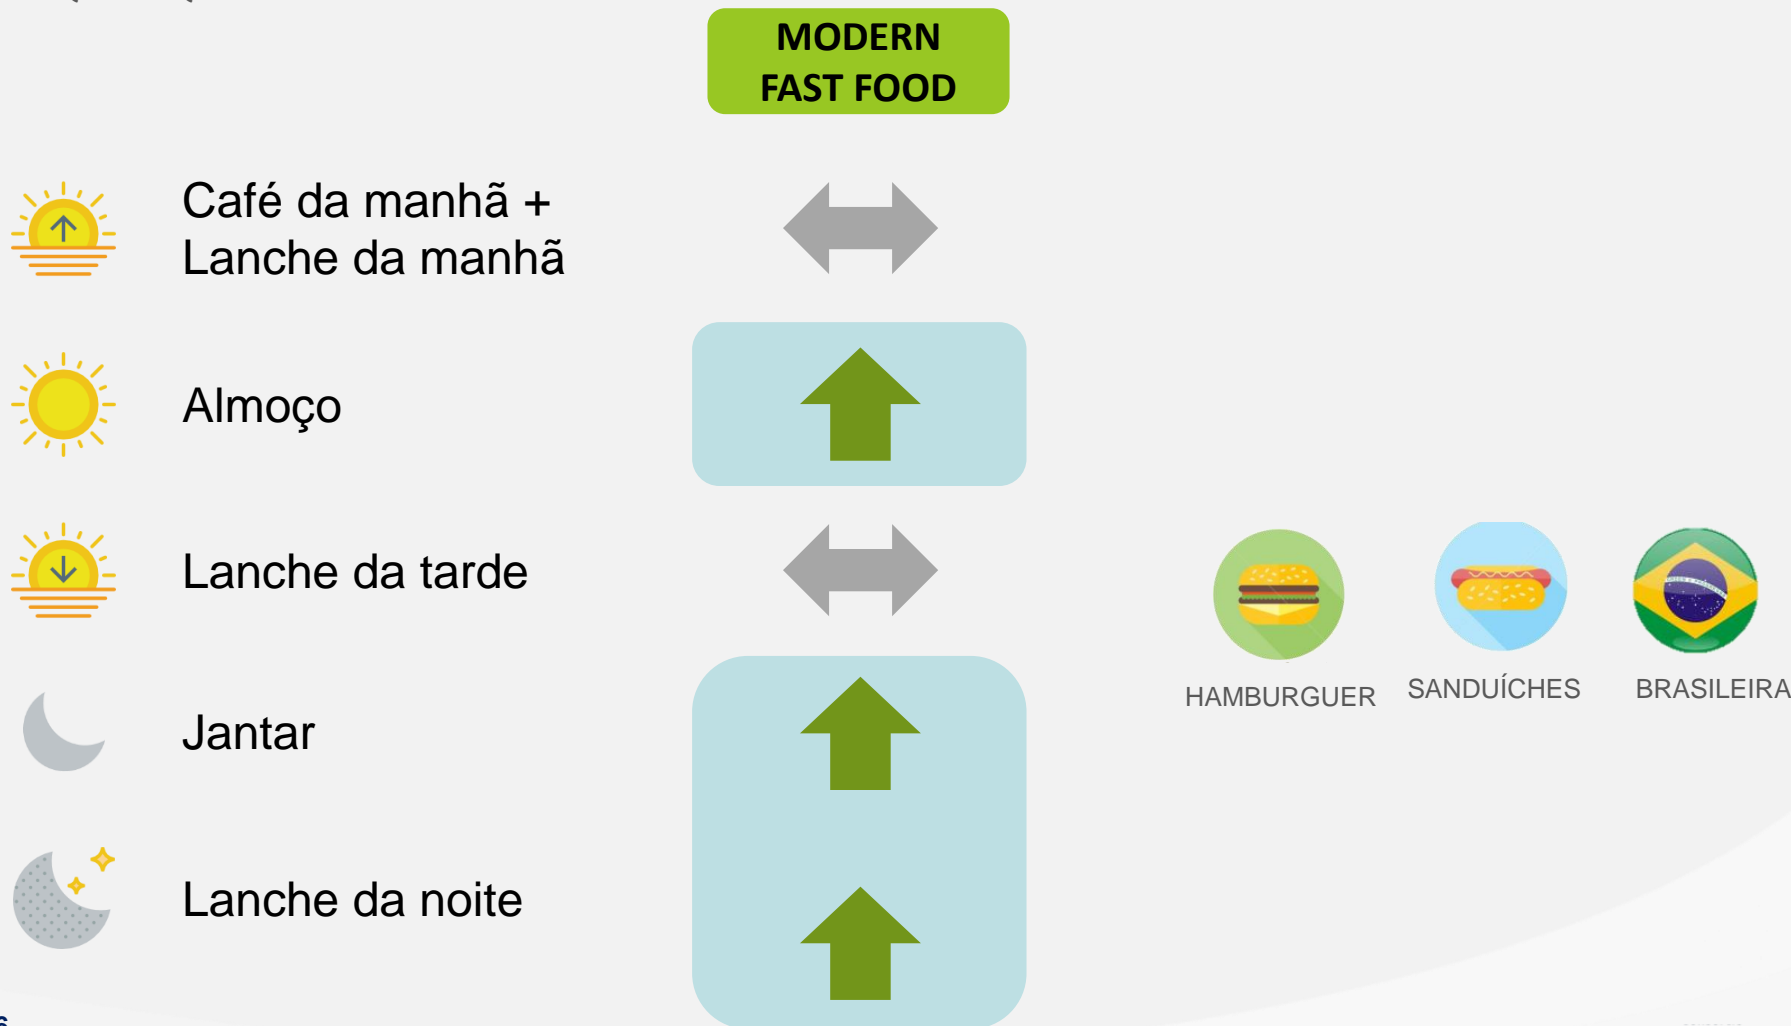 MODERN
FAST FOOD
Café da manhã +
Lanche da manhã
Almoço
Lanche da tarde
HAMBURGUER
SANDUÍCHES
BRASILEIRA
Jantar
Lanche da noite